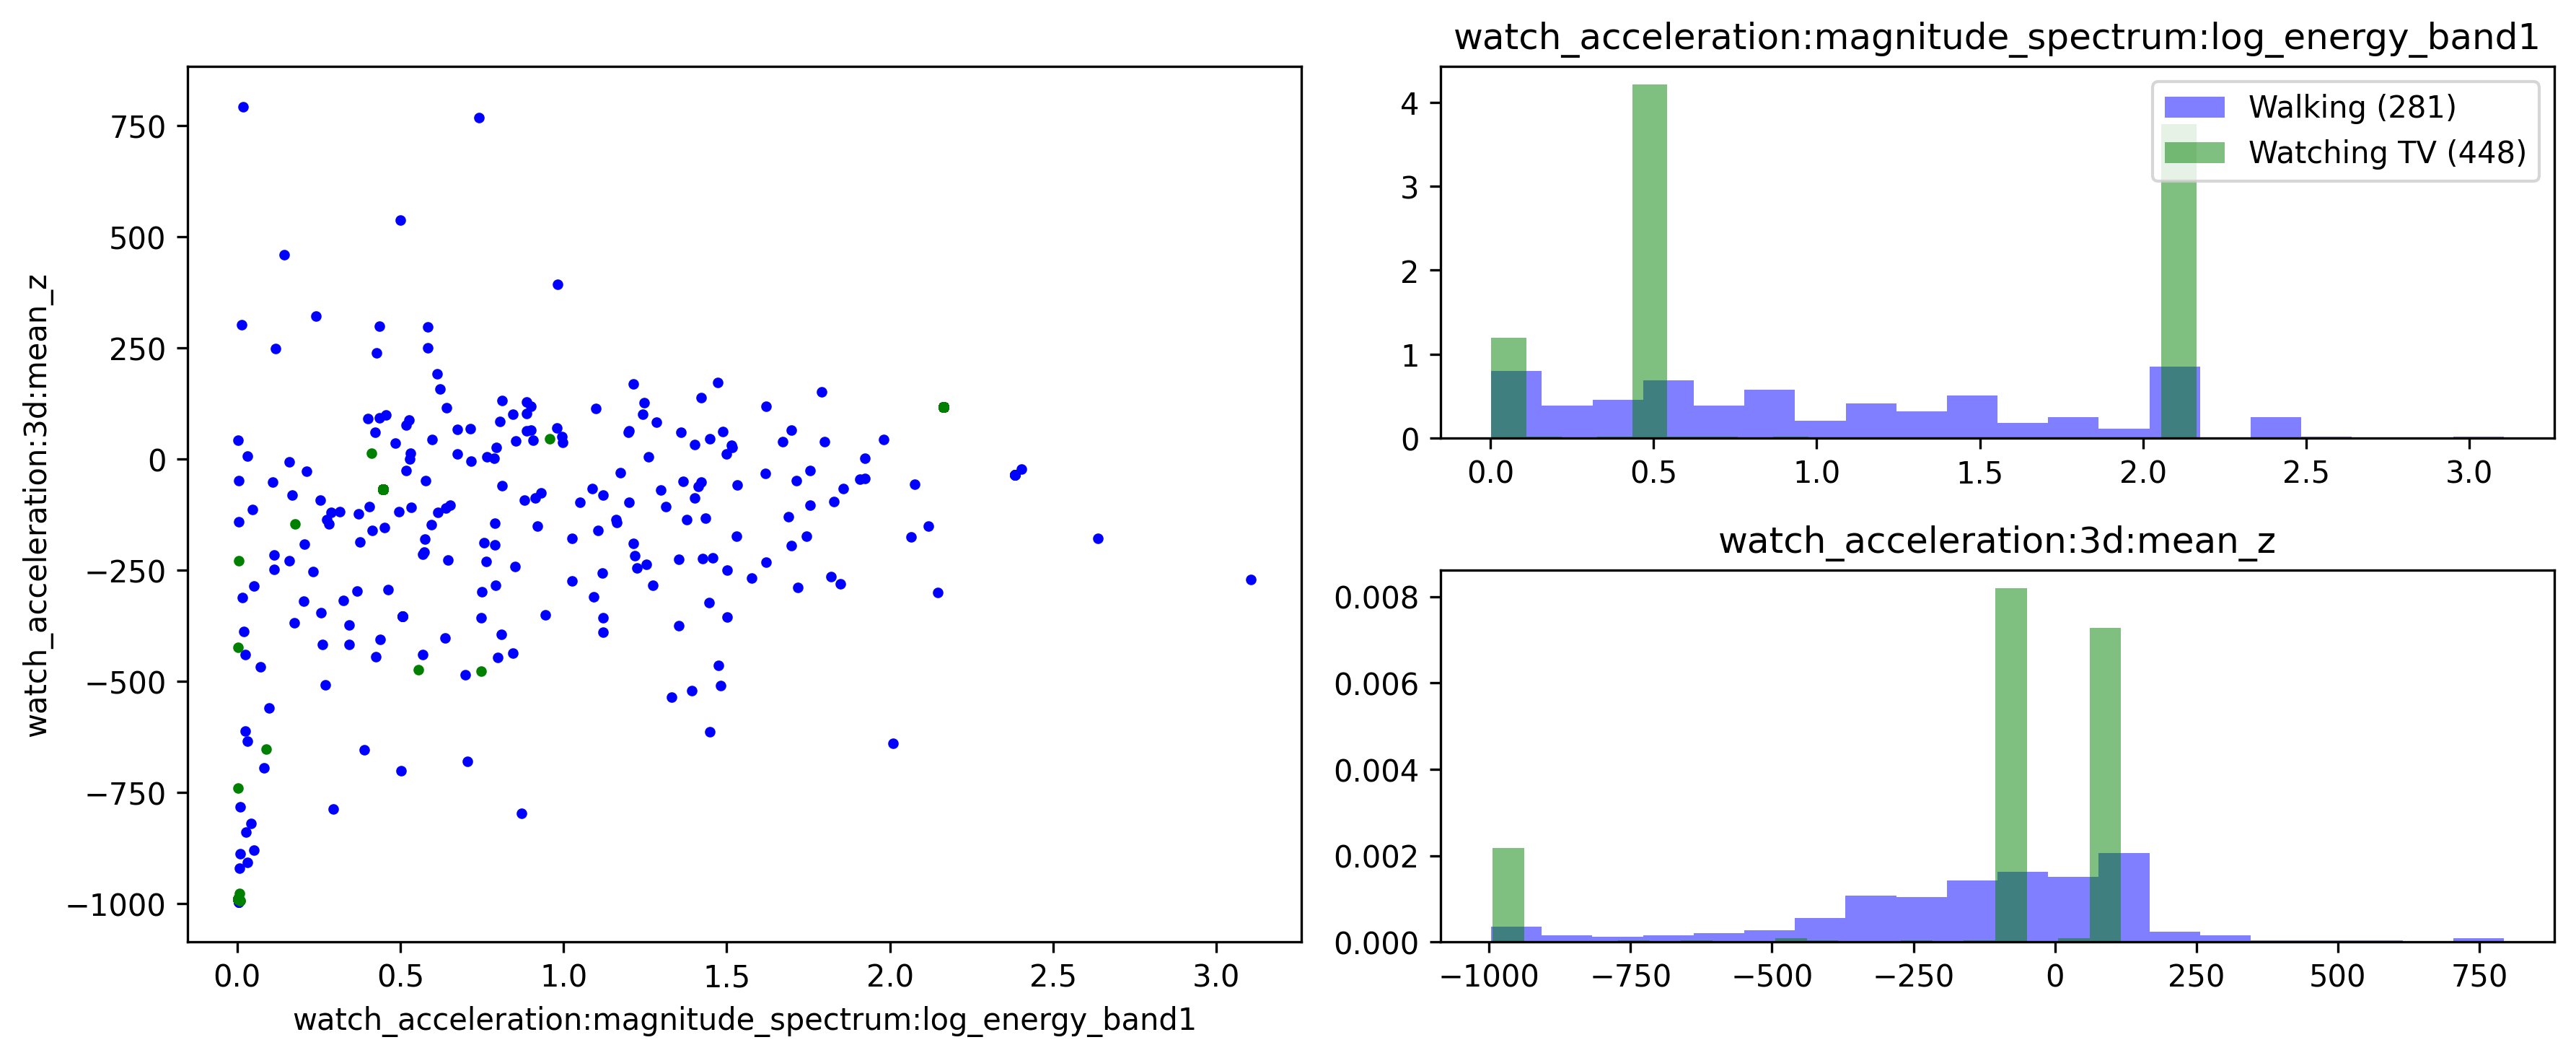 watch_acceleration:3d:mean_z
750
500
250
0
−250
−500
−750
−1000
0.0 0.5 1.0 1.5 2.0 2.5 3.0
watch_acceleration:magnitude_spectrum:log_energy_band1
watch_acceleration:magnitude_spectrum:log_energy_band1
4
3
2
1
0
Walking (281)
Watching TV (448)
0.0 0.5 1.0 1.5 2.0 2.5 3.0
watch_acceleration:3d:mean_z
0.008
0.006
0.004
0.002
0.000
−1000 −750 −500 −250 0 250 500 750